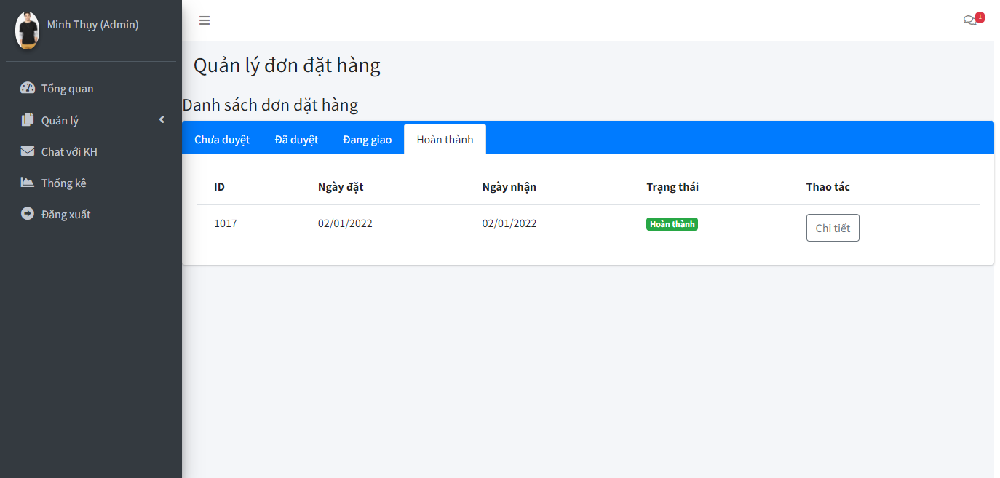 Minh Thụy (Admin)
Tổng quan
Quản lý
Chat với KH
Thống kê
Đăng xuất
1
Quản lý đơn đặt hàng
Danh sách đơn đặt hàng
Chưa duyệt Đã duyệt Đang giao Hoàn thành
ID Ngày đặt Ngày nhận Trạng thái Thao tác
1017 02/01/2022 02/01/2022 Hoàn thành Chi tiết